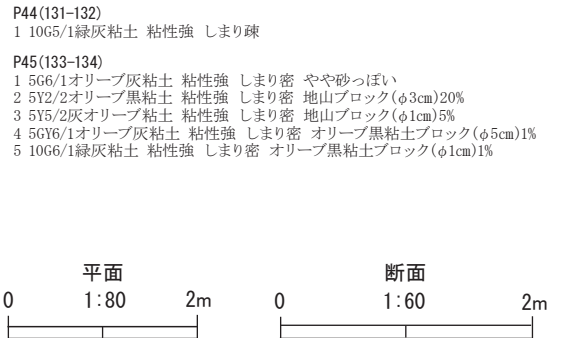 P44(131-132)
1 10G5/1緑灰粘土 粘性強 しまり疎
P45(133-134)
1 5G6/1オリーブ灰粘土 粘性強 しまり密 やや砂っぽい
2 5Y2/2オリーブ黒粘土 粘性強 しまり密 地山ブロック(φ3cm)20%
3 5Y5/2灰オリーブ粘土 粘性強 しまり密 地山ブロック(φ1cm)5%
4 5GY6/1オリーブ灰粘土 粘性強 しまり密 オリーブ黒粘土ブロック(φ5cm)1%
5 10G6/1緑灰粘土 粘性強 しまり密 オリーブ黒粘土ブロック(φ1cm)1%
平面
0 1:80 2m
断面
0 1:60 2m